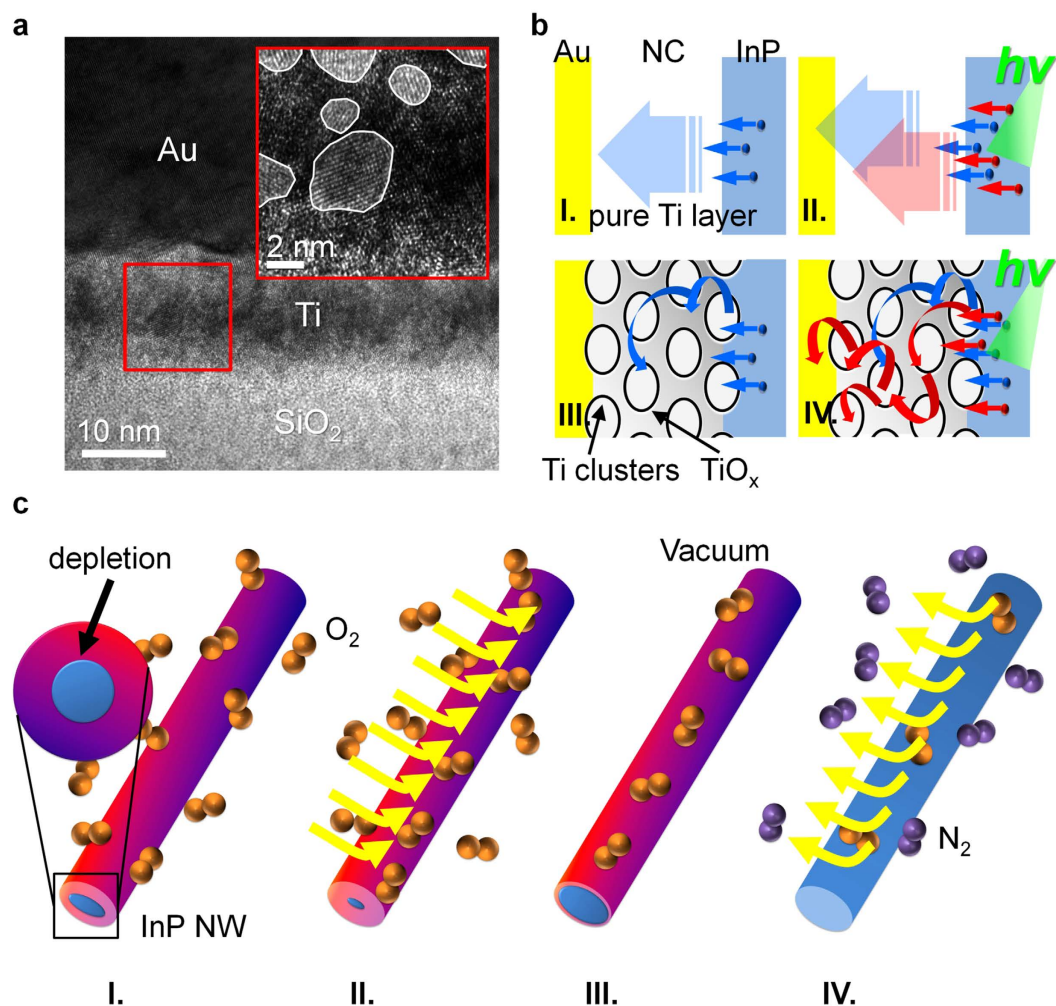 a
Au
Ti
SiO2
2 nm
10 nm
b
Au NC InP
hv
I.
pure Ti layer
II.
hv
III.
IV.
Ti clusters
TiOx
c
depletion
O2
Vacuum
N2
InP NW
I. II. III. IV.